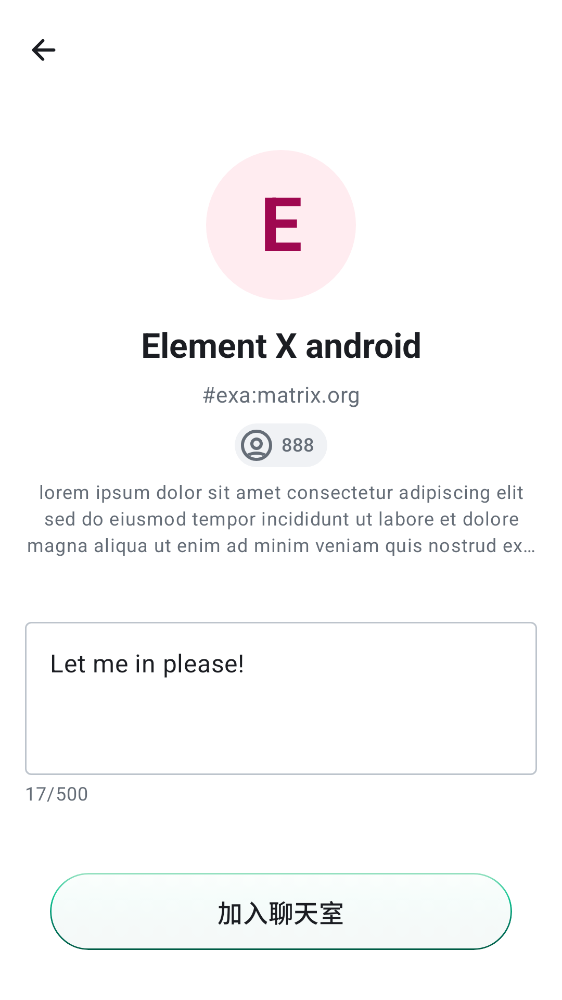 E
Element X android
#exa:matrix.org
888
lorem ipsum dolor sit amet consectetur adipiscing elit
sed do eiusmod tempor incididunt ut labore et dolore
magna aliqua ut enim ad minim veniam quis nostrud ex…
Let me in please!
17/500
加入聊天室